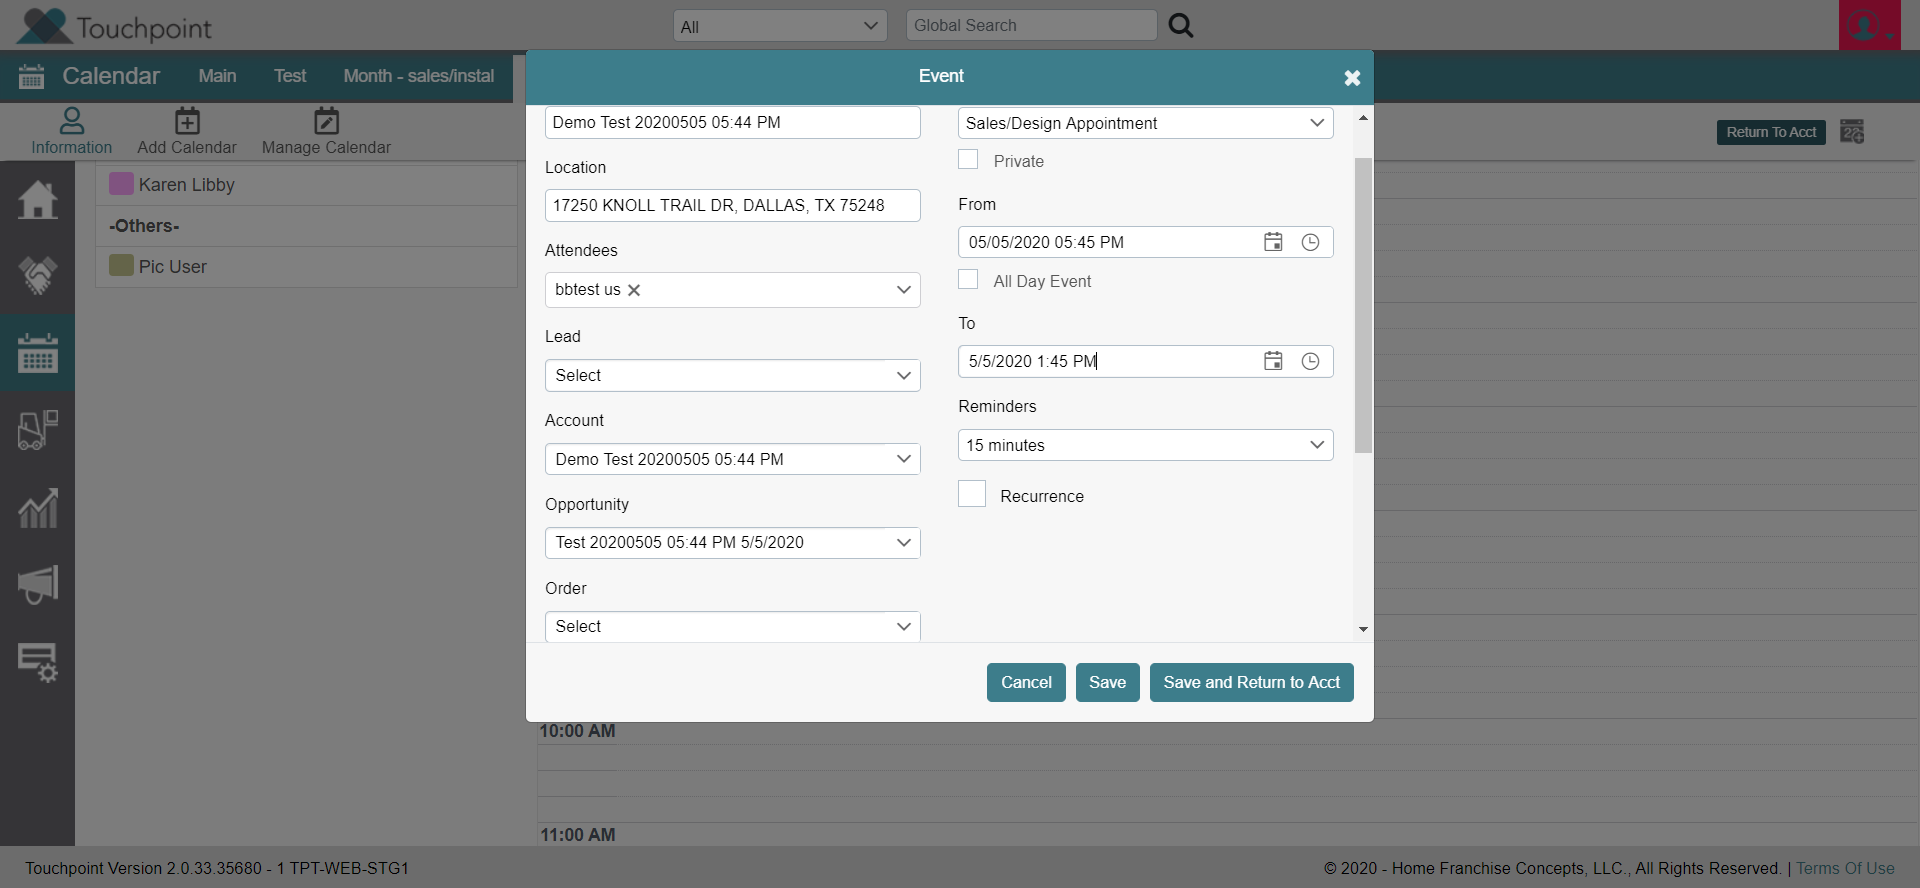 Touchpoint
All
Global Search
Calendar
Main
Test
Month - sales/instal
Event
Information
Add Calendar
Manage Calendar
Return To Acct
Karen Libby
-Others-
Pic User
Demo Test 20200505 05:44 PM
Location
17250 KNOLL TRAIL DR, DALLAS, TX 75248
Attendees
bbtest us
Lead
Select
Account
Demo Test 20200505 05:44 PM
Opportunity
Test 20200505 05:44 PM 5/5/2020
Order
Select
Sales/Design Appointment
Private
From
05/05/2020 05:45 PM
All Day Event
To
5/5/2020 1:45 PM
Reminders
15 minutes
Recurrence
Cancel
Save
Save and Return to Acct
10:00 AM
11:00 AM
Touchpoint Version 2.0.33.35680 - 1 TPT-WEB-STG1
© 2020 - Home Franchise Concepts, LLC., All Rights Reserved. | Terms Of Use